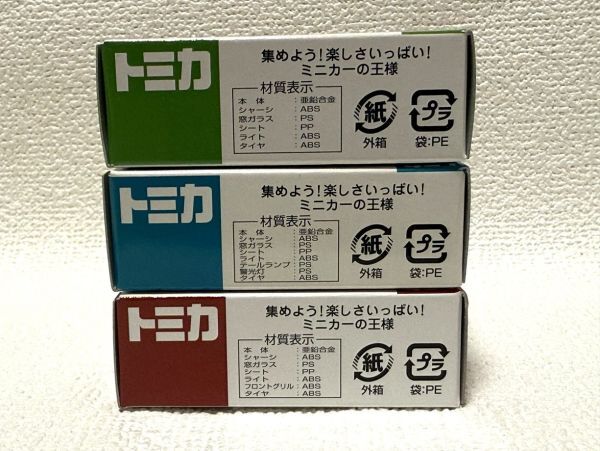 トミカ
集めよう!楽しさいっぱい!
ミニカーの王様
材質表示
本体:亜鉛合金
シャーシ:ABS
窓ガラス:PS
シート:PP
ライト:ABS
タイヤ:ABS
紙
外箱
プラ
袋:PE
トミカ
集めよう!楽しさいっぱい!
ミニカーの王様
材質表示
本体:亜鉛合金
シャーシ:ABS
窓ガラス:PS
シート:PP
ライト:ABS
テールランプ:PS
警光灯:PS
タイヤ:ABS
紙
外箱
プラ
袋:PE
トミカ
集めよう!楽しさいっぱい!
ミニカーの王様
材質表示
本体:亜鉛合金
シャーシ:ABS
窓ガラス:PS
シート:PP
ライト:ABS
フロントグリル:ABS
タイヤ:ABS
紙
外箱
プラ
袋:PE